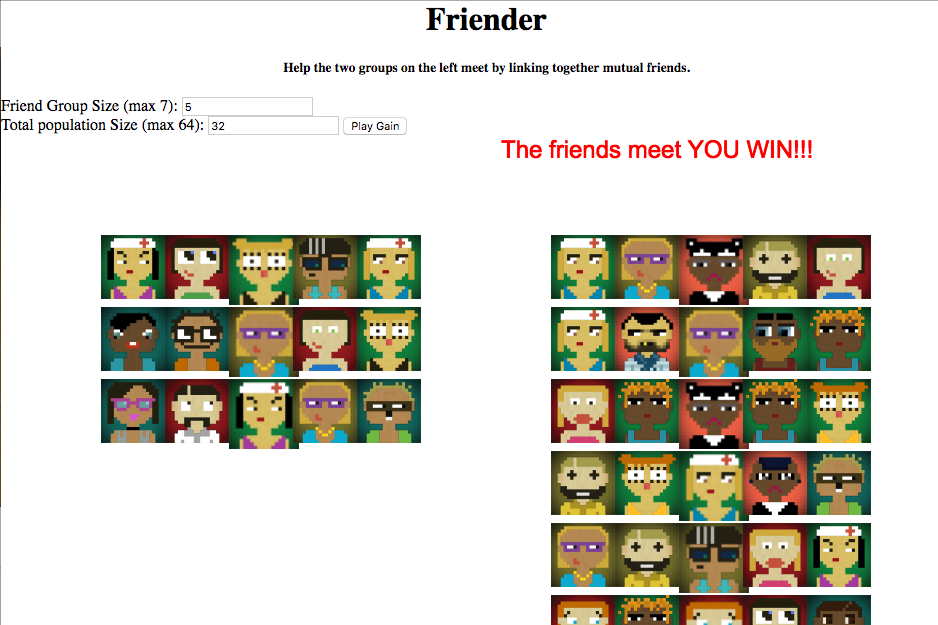 Friender
Help the two groups on the left meet by linking together mutual friends.
Friend Group Size (max 7): 5
Total population Size (max 64): 32 Play Gain
The friends meet YOU WIN!!!